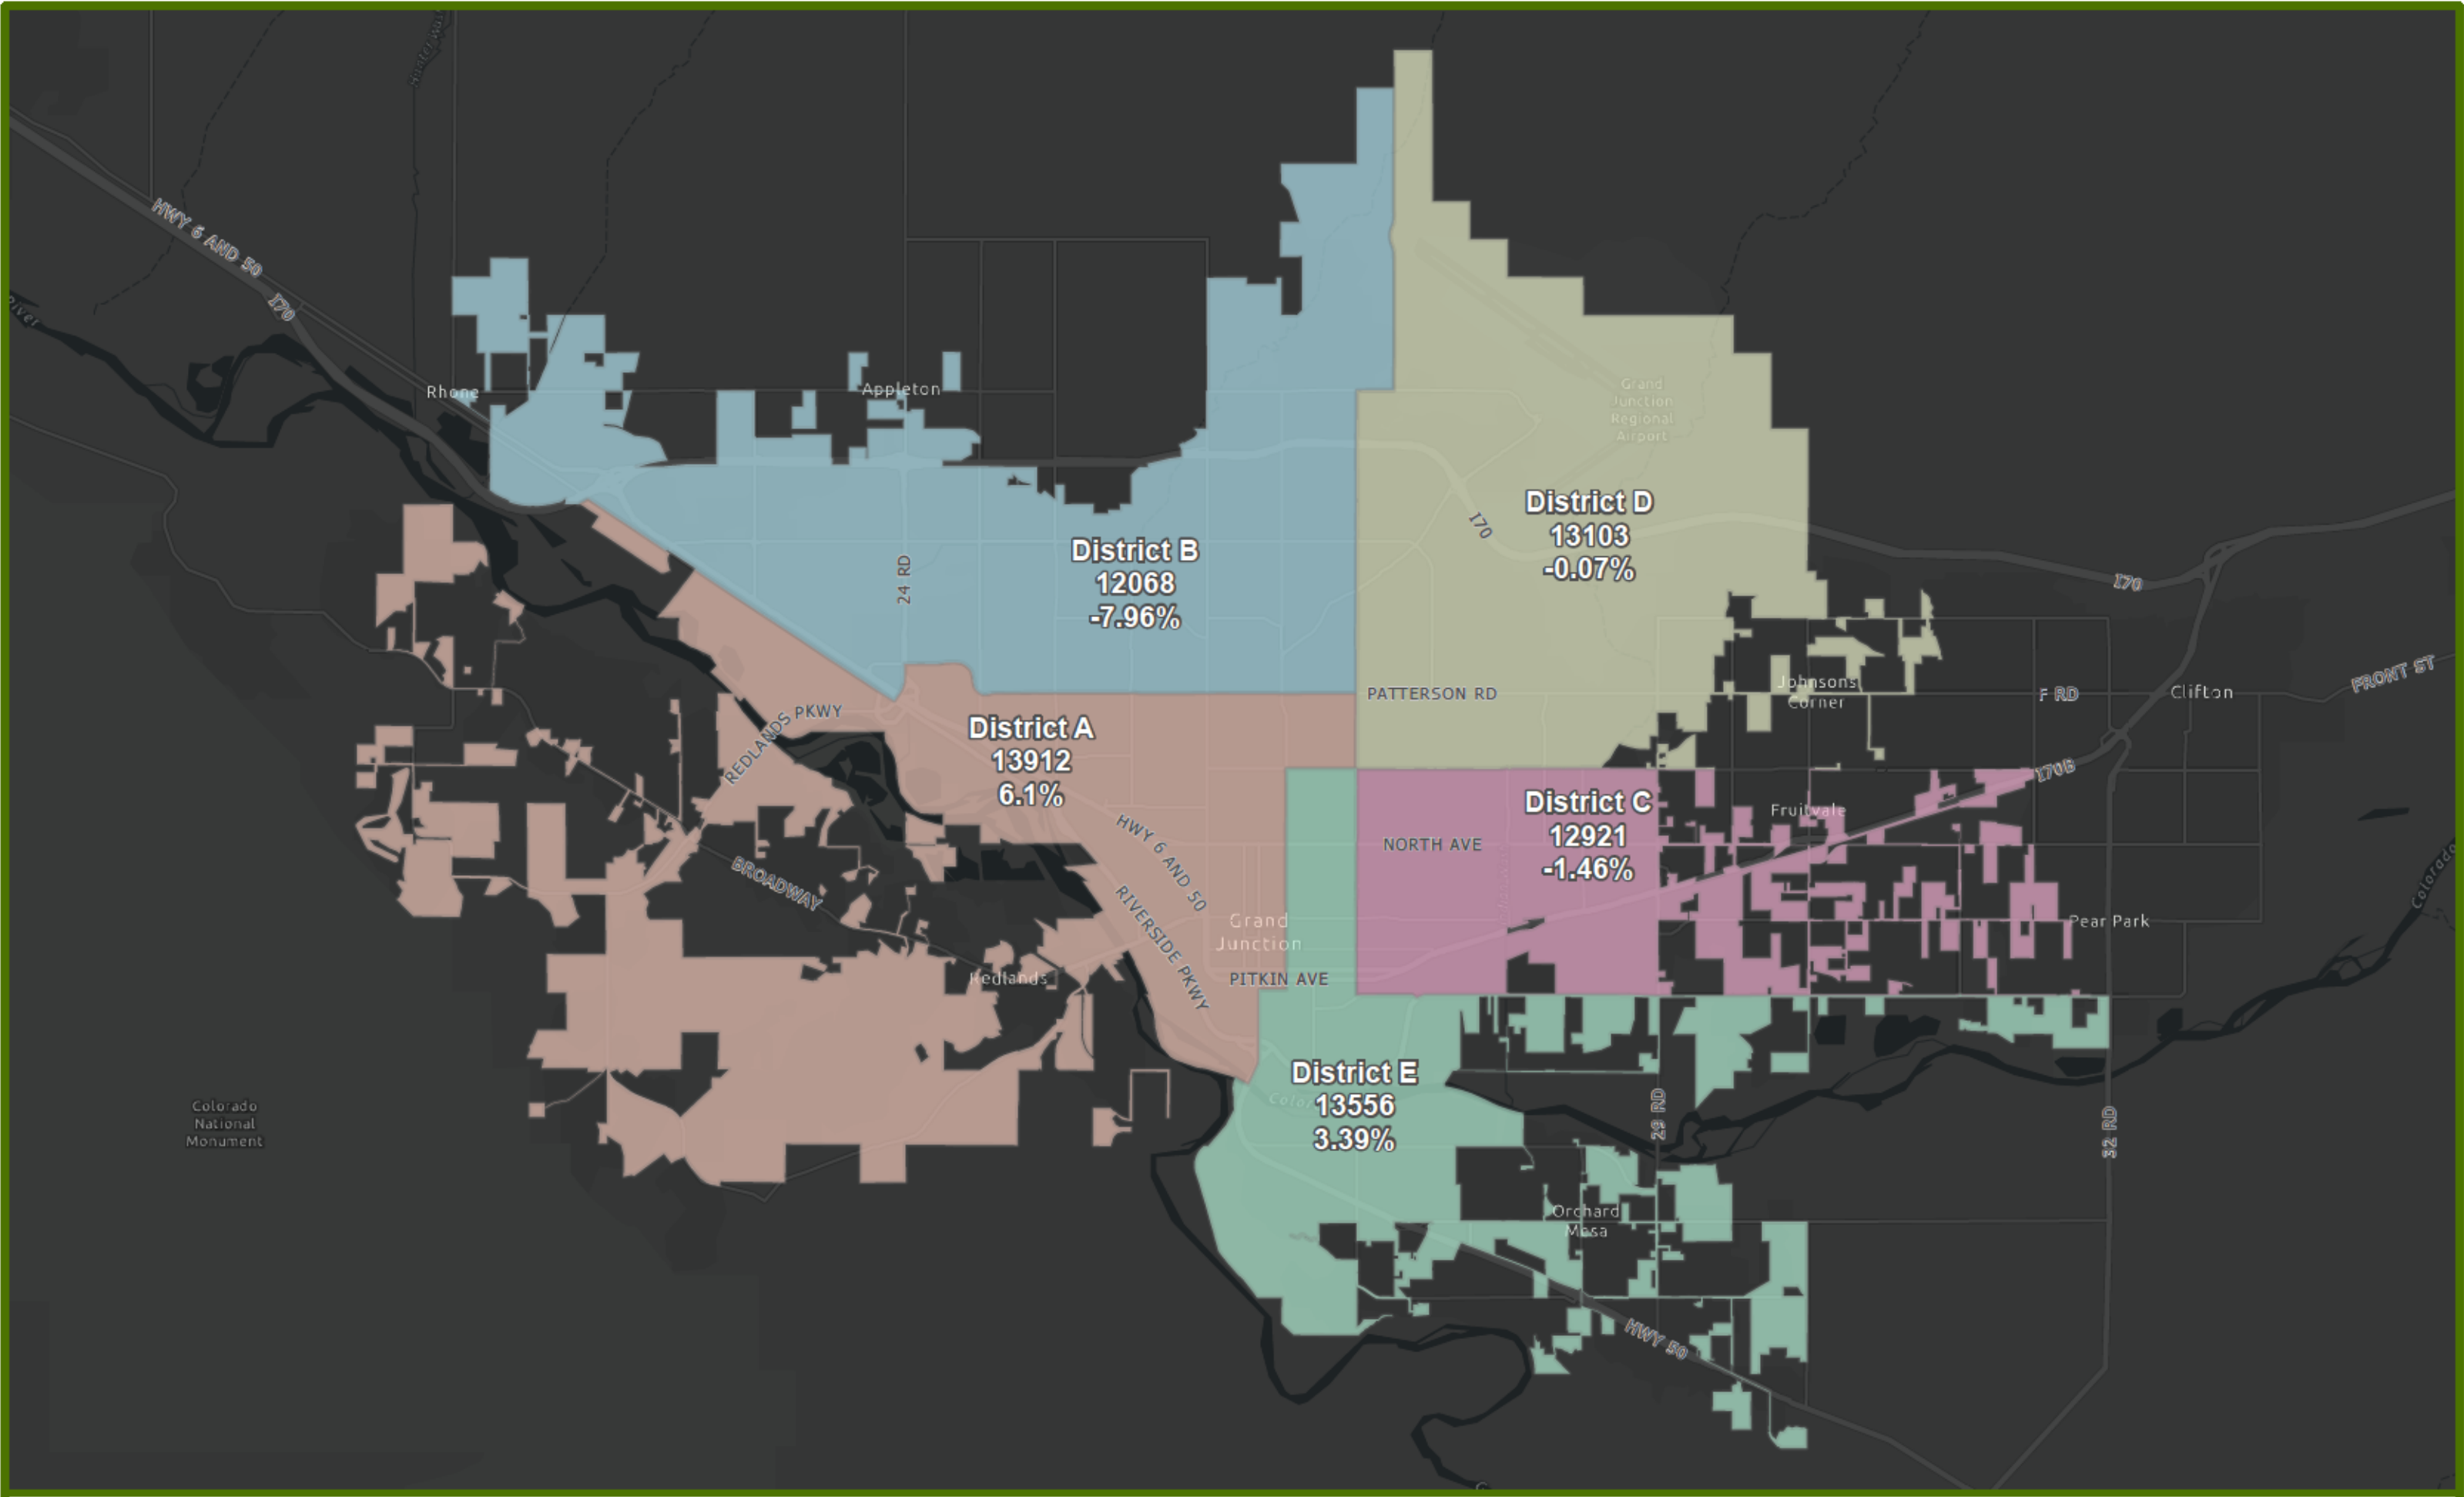 HWY 6 AND 50
I70
River
Rhone
Appleton
Grand
Junction
Regional
Airport
District D
13103
-0.07%
I70
District B
12068
-7.96%
24 RD
I70
PATTERSON RD
Johnsons
Corner
F RD
Clifton
FRONT ST
REDLANDS PKWY
District A
13912
6.1%
I70B
District C
12921
-1.46%
Fruitvale
HWY 6 AND 50
NORTH AVE
BROADWAY
RIVERSIDE PKWY
Grand
Junction
Pear Park
Colorado
Redlands
PITKIN AVE
District E
13556
3.39%
29 RD
32 RD
Colorado
National
Monument
Orchard
Mesa
HWY 50